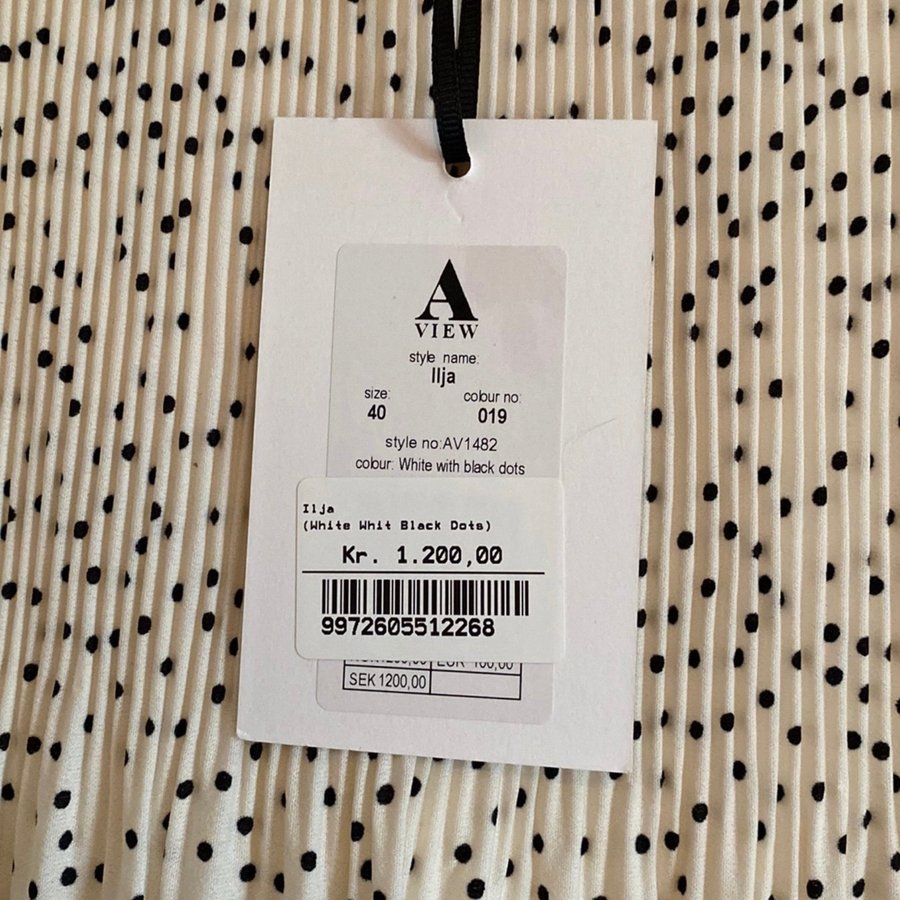 A
VIEW
style name:
Ilja
size: colour no:
40 019
style no:AV1482
colour: White with black dots
Ilja
(White Whit Black Dots)
Kr. 1.200,00
9972605512268
SEK 1200,00